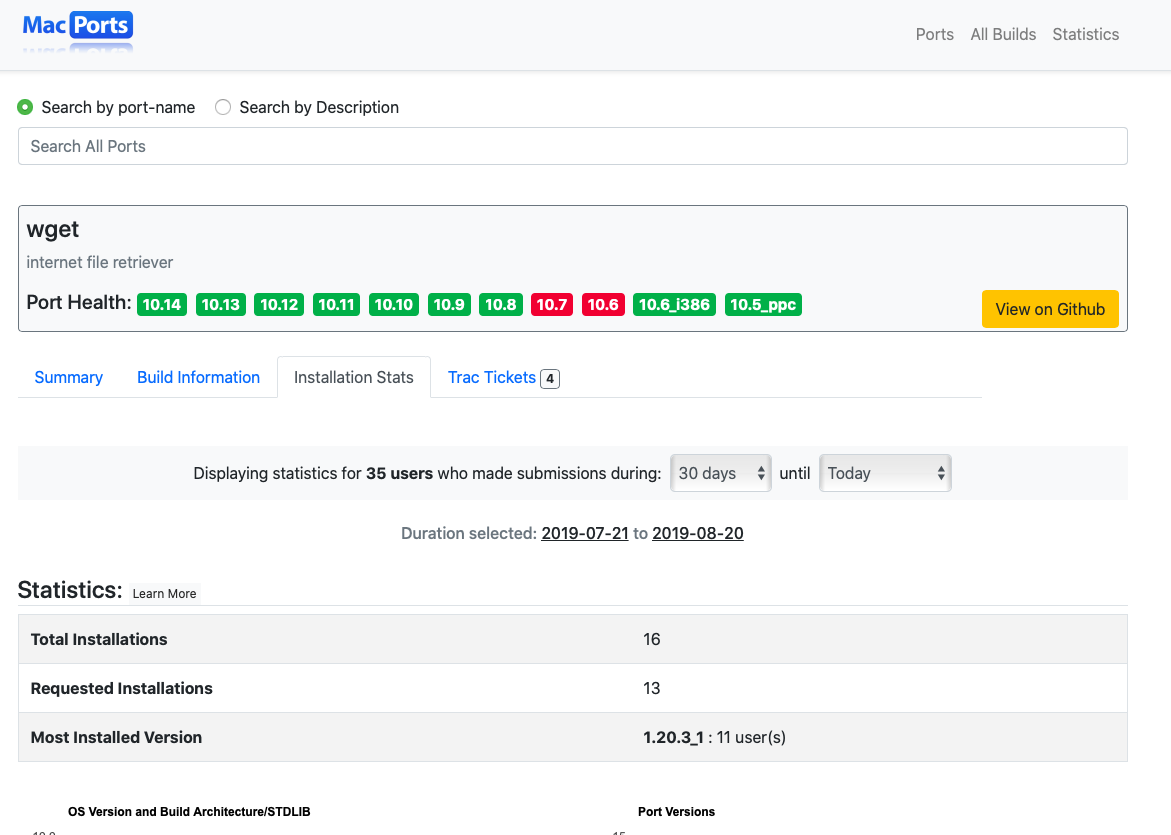 Mac Ports
Ports All Builds Statistics
Search by port-name Search by Description
Search All Ports
wget
internet file retriever
Port Health: 10.14 10.13 10.12 10.11 10.10 10.9 10.8 10.7 10.6 10.6_i386 10.5_ppc
View on Github
Summary Build Information Installation Stats Trac Tickets 4
Displaying statistics for 35 users who made submissions during: 30 days until Today
Duration selected: 2019-07-21 to 2019-08-20
Statistics: Learn More
Total Installations 16
Requested Installations 13
Most Installed Version 1.20.3_1 : 11 user(s)
OS Version and Build Architecture/STDLIB Port Versions